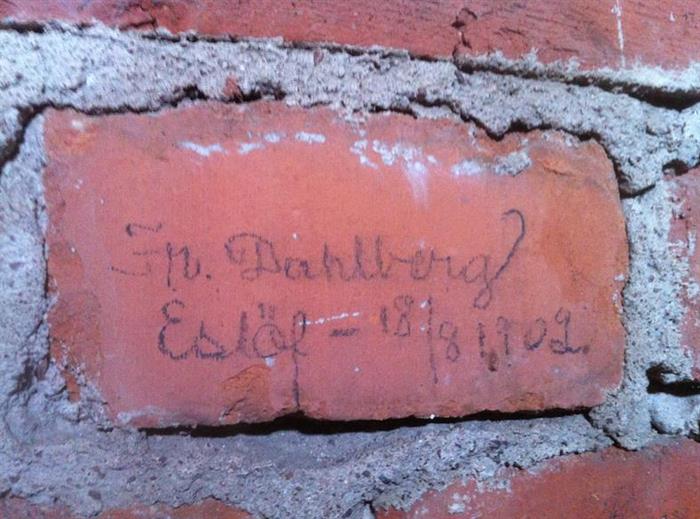 Fr. Dahlberg
Eslöf - 18/8 1902.